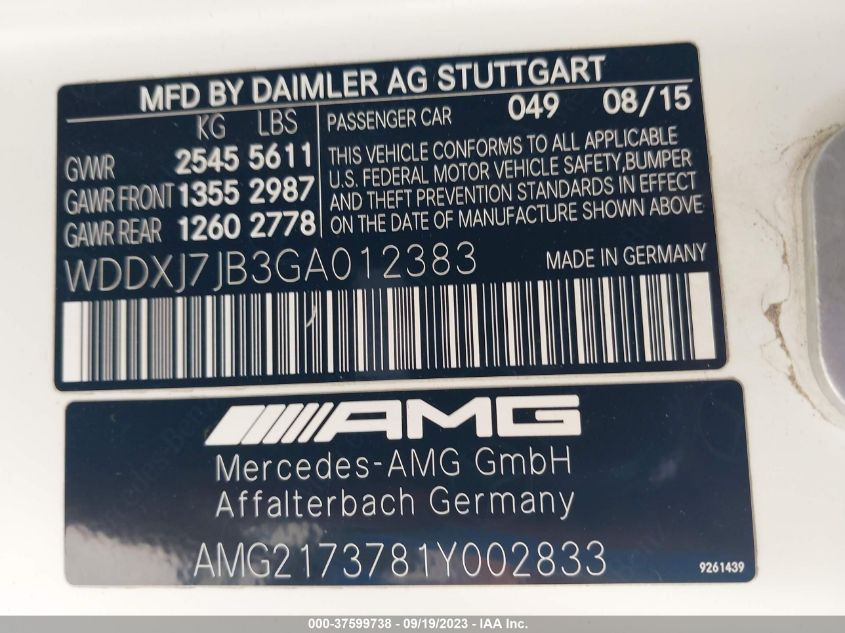 MFD BY DAIMLER AG STUTTGART
KG LBS
GVWR 2545 5611
GAWR FRONT 1355 2987
GAWR REAR 1260 2778
PASSENGER CAR 049 08/15
THIS VEHICLE CONFORMS TO ALL APPLICABLE
U.S. FEDERAL MOTOR VEHICLE SAFETY,BUMPER
AND THEFT PREVENTION STANDARDS IN EFFECT
ON THE DATE OF MANUFACTURE SHOWN ABOVE
WDDXJ7JB3GA012383 MADE IN GERMANY
AMG
Mercedes-AMG GmbH
Affalterbach Germany
AMG2173781Y002833 9261439
000-37599738 - 09/19/2023 - © IAA, Inc.